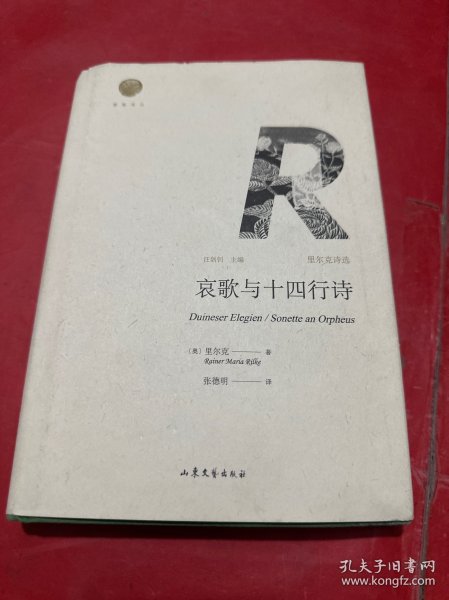 R
汪剑钊 主编
里尔克诗选
哀歌与十四行诗
Duineser Elegien / Sonette an Orpheus
〔奥〕里尔克 著
Rainer Maria Rilke
张德明 译
山东文艺出版社
孔夫子旧书网
www.kongfz.com